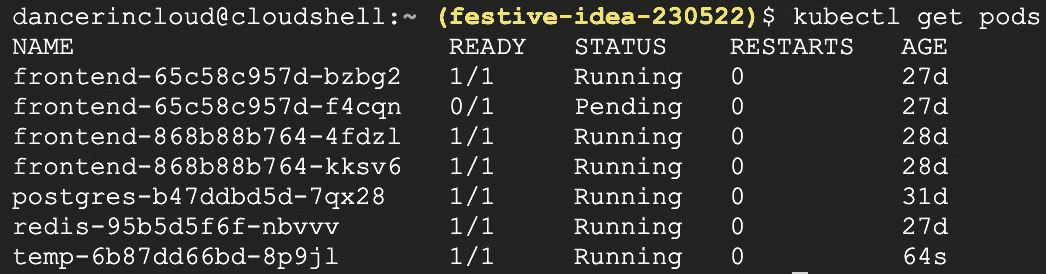 dancerincloud@cloudshell:~ (festive-idea-230522)$ kubectl get pods
NAME READY STATUS RESTARTS AGE
frontend-65c58c957d-bzbg2 1/1 Running 0 27d
frontend-65c58c957d-f4cqn 0/1 Pending 0 27d
frontend-868b88b764-4fdzl 1/1 Running 0 28d
frontend-868b88b764-kksv6 1/1 Running 0 28d
postgres-b47ddbd5d-7qx28 1/1 Running 0 31d
redis-95b5d5f6f-nbvvv 1/1 Running 0 27d
temp-6b87dd66bd-8p9jl 1/1 Running 0 64s